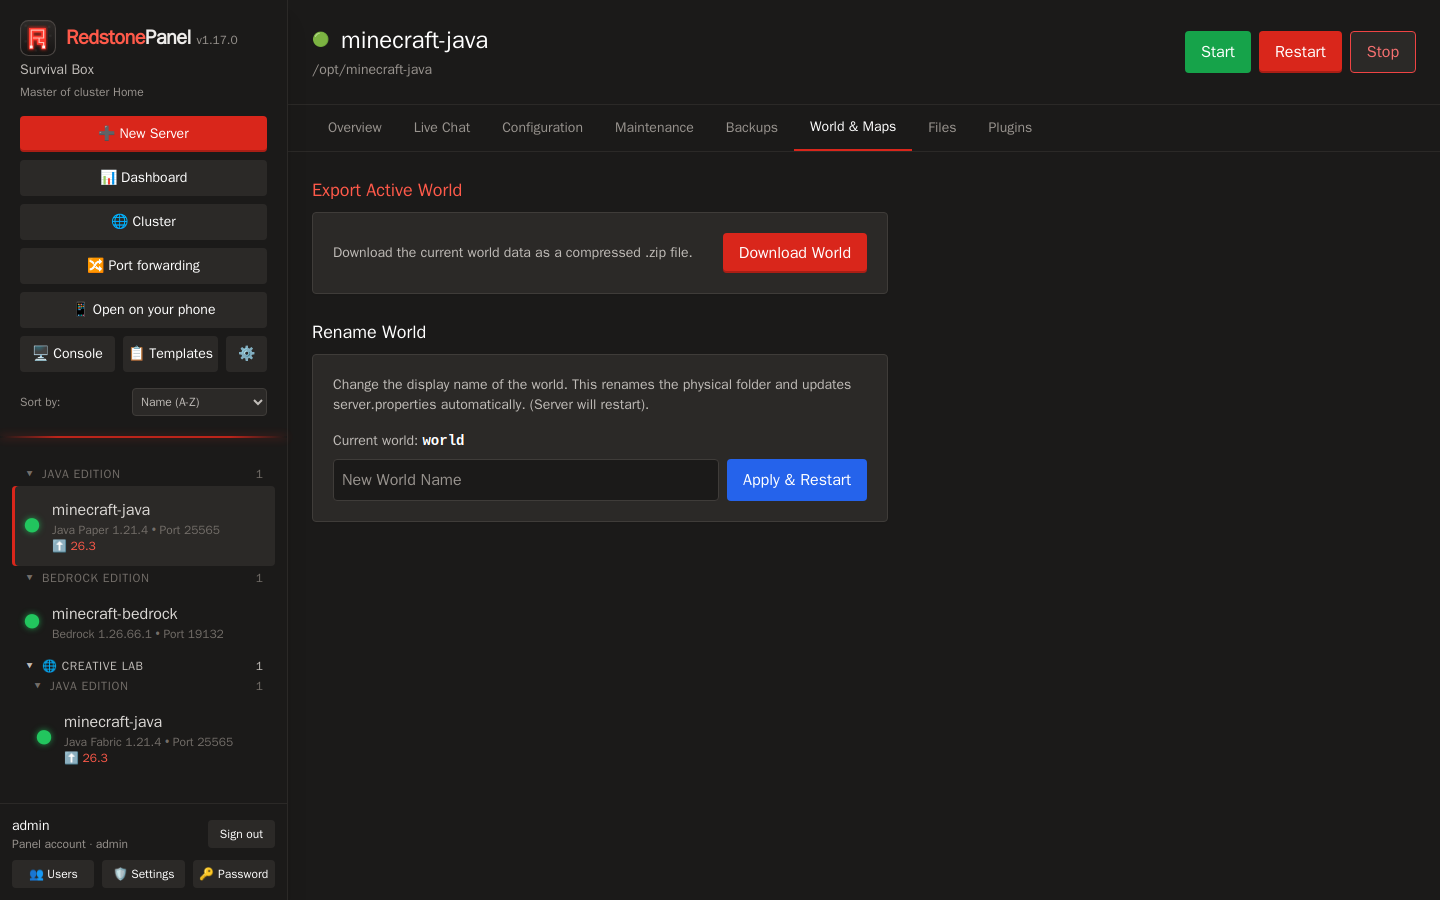 RedstonePanel v1.17.0
Survival Box
Master of cluster Home
➕ New Server
📊 Dashboard
🌐 Cluster
🔀 Port forwarding
📱 Open on your phone
🖥️ Console 📋 Templates ⚙️
Sort by: Name (A-Z)
▼ JAVA EDITION 1
minecraft-java
Java Paper 1.21.4 • Port 25565
⬆️ 26.3
▼ BEDROCK EDITION 1
minecraft-bedrock
Bedrock 1.26.66.1 • Port 19132
▼ 🌐 CREATIVE LAB 1
▼ JAVA EDITION 1
minecraft-java
Java Fabric 1.21.4 • Port 25565
⬆️ 26.3
admin
Panel account · admin
Sign out
👥 Users 🛡️ Settings 🔑 Password
minecraft-java
/opt/minecraft-java
Start Restart Stop
Overview Live Chat Configuration Maintenance Backups World & Maps Files Plugins
Export Active World
Download the current world data as a compressed .zip file.
Download World
Rename World
Change the display name of the world. This renames the physical folder and updates
server.properties automatically. (Server will restart).
Current world: world
New World Name
Apply & Restart